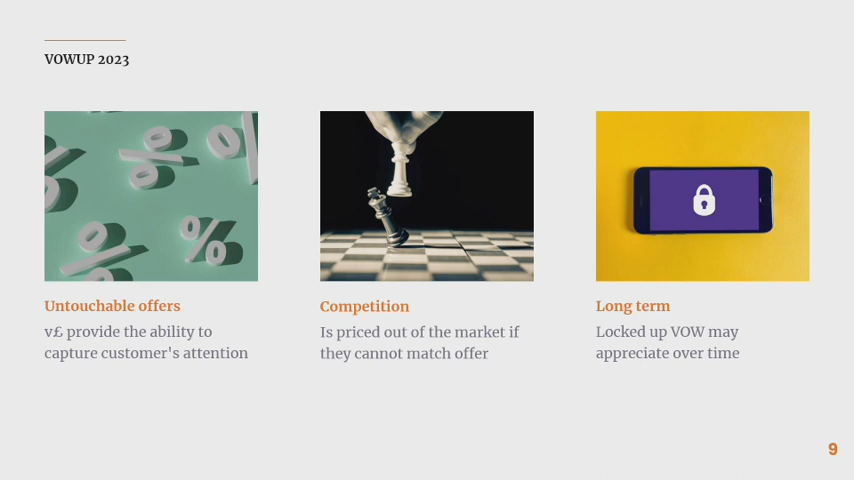 VOWUP 2023
Untouchable offers
v£ provide the ability to
capture customer's attention
Competition
Is priced out of the market if
they cannot match offer
Long term
Locked up VOW may
appreciate over time
9